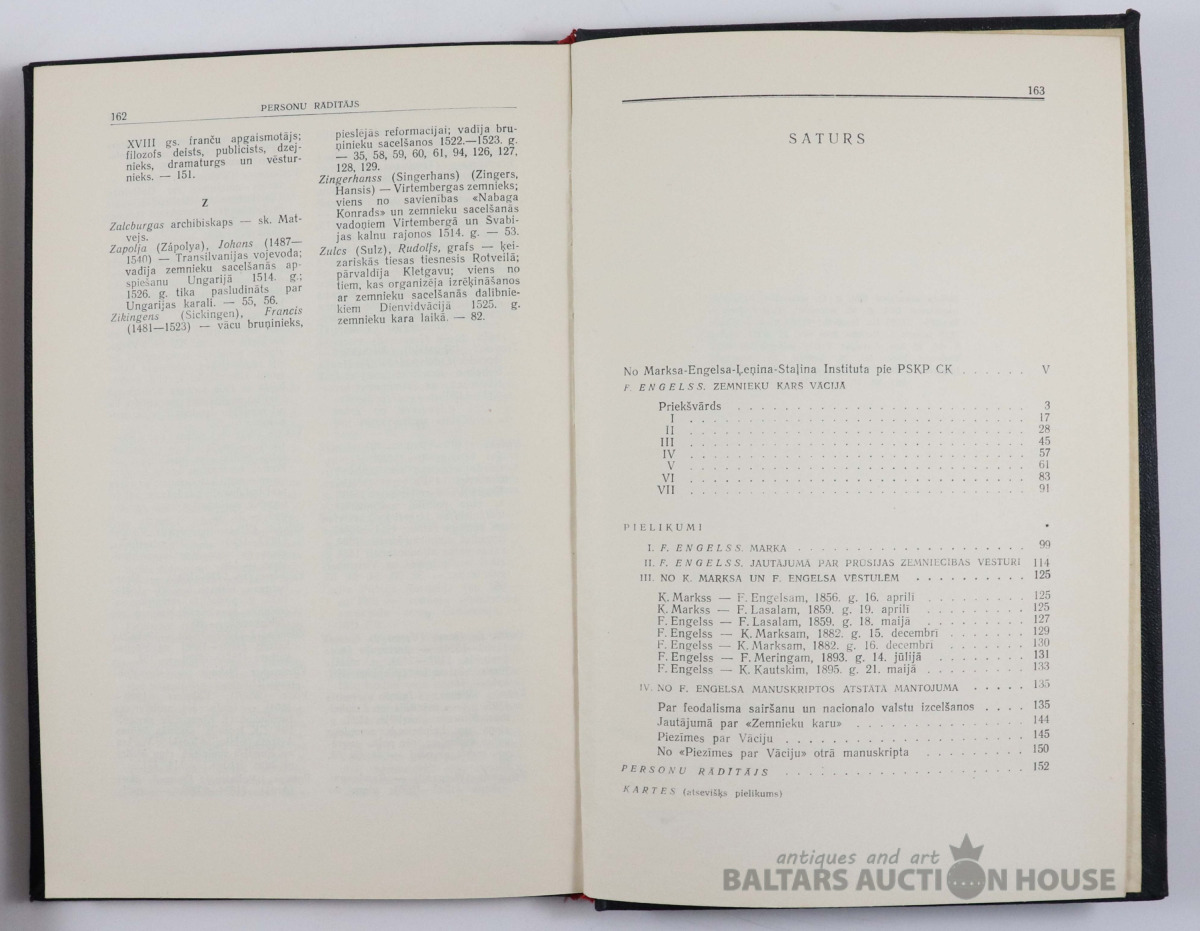 162
PERSONU RĀDĪTĀJS
XVIII gs. franču apgaismotājs;
filozofs deists, publicists, dzej-
nieks, dramaturgs un vēstur-
nieks. — 151.
Z
Zalcburgas archibīskaps — sk. Mat-
vejs.
Zapolja (Zápolya), Johans (1487—
1540) — Transilvanijas vojevoda;
vadīja zemnieku sacelšanās ap-
spiešanu Ungarijā 1514. g.;
1526. g. tika pasludināts par
Ungarijas karali. — 55, 56.
Zikingens (Sickingen), Francis
(1481—1523) — vācu bruņinieks,
pieslējās reformacijai; vadīja bru-
ņinieku sacelšanos 1522.—1523. g.
— 35, 58, 59, 60, 61, 94, 126, 127,
128, 129.
Zingerhanss (Singerhans) (Zingers,
Hansis) — Virtembergas zemnieks;
viens no savienības «Nabaga
Konrads» un zemnieku sacelšanās
vadoņiem Virtembergā un Švabi-
jas kalnu rajonos 1514. g. — 53.
Zulcs (Sulz), Rudolfs, grafs — ķei-
zariskās tiesas tiesnesis Rotveilā;
pārvaldīja Kletgavu; viens no
tiem, kas organizēja izrēķināšanos
ar zemnieku sacelšanās dalībnie-
kiem Dienvidvācijā 1525. g.
zemnieku kara laikā. — 82.
163
SATURS
No Marksa-Engelsa-Ļeņina-Staļina Instituta pie PSKP CK . . . . . . V
F. ENGELSS. ZEMNIEKU KARŠ VĀCIJĀ
Priekšvārds . . . . . . . . . . 3
I . . . . . . . . . . 17
II . . . . . . . . . . 28
III . . . . . . . . . . 45
IV . . . . . . . . . . 57
V . . . . . . . . . . 61
VI . . . . . . . . . . 83
VII . . . . . . . . . . 91
PIELIKUMI
I. F. ENGELSS. MARKA . . . . . . . . . . 99
II. F. ENGELSS. JAUTĀJUMĀ PAR PRŪSIJAS ZEMNIECĪBAS VĒSTURI 114
III. NO K. MARKSA UN F. ENGELSA VĒSTULĒM . . . . . . . . . . 125
K. Markss — F. Engelsam, 1856. g. 16. aprīlī . . . . . . . . . . 125
K. Markss — F. Lasalam, 1859. g. 19. aprīlī . . . . . . . . . . 125
F. Engelss — F. Lasalam, 1859. g. 18. maijā . . . . . . . . . . 127
F. Engelss — K. Marksam, 1882. g. 15. decembrī . . . . . . . 129
F. Engelss — K. Marksam, 1882. g. 16. decembrī . . . . . . . 130
F. Engelss — F. Meringam, 1893. g. 14. jūlijā . . . . . . . . 131
F. Engelss — K. Kautskim, 1895. g. 21. maijā . . . . . . . . . 133
IV. NO F. ENGELSA MANUSKRIPTOS ATSTĀTĀ MANTOJUMA . . . . . 135
Par feodalisma sairšanu un nacionalo valstu izcelšanos . . . . 135
Jautājumā par «Zemnieku karu» . . . . . . . . . . 144
Piezīmes par Vāciju . . . . . . . . . . 145
No «Piezīmes par Vāciju» otrā manuskripta . . . . . . . . . 150
PERSONU RĀDĪTĀJS . . . . . . . . . . 152
KARTES (atsevišķs pielikums)
antiques and art
BALTARS AUCTION HOUSE